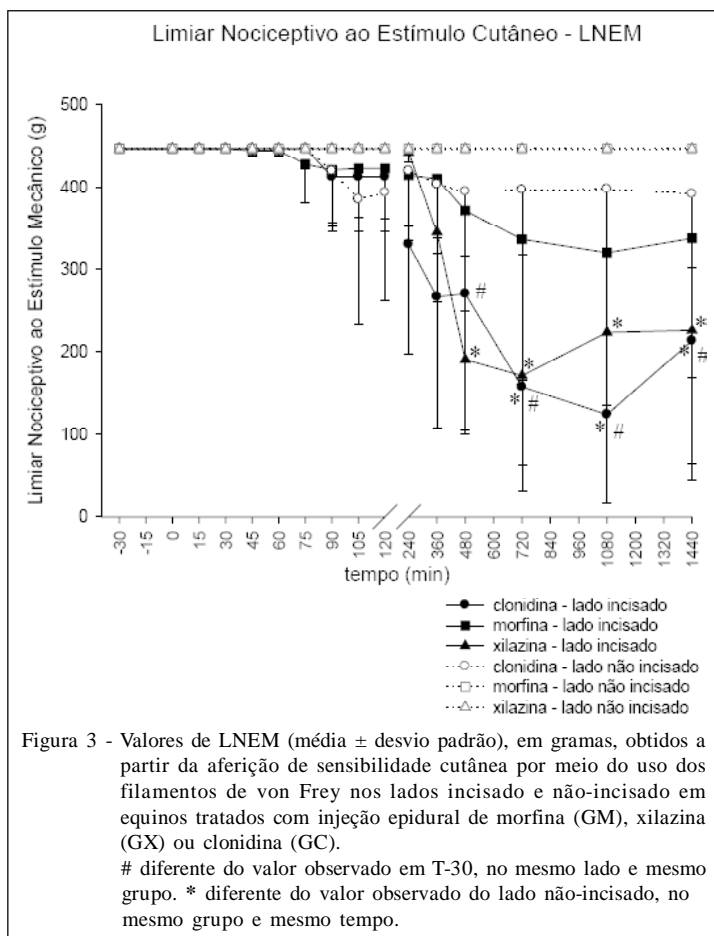 Limiar Nociceptivo ao Estímulo Cutâneo - LNEM
Limiar Nociceptivo ao Estímulo Mecânico (g)
500
400
300
200
100
0
# * * * * * # * # * #
-30 -15 0 15 30 45 60 75 90 105 120 240 360 480 600 720 840 960 1080 1200 1320 1440
tempo (min)
clonidina - lado incisado
morfina - lado incisado
xilazina - lado incisado
clonidina - lado não incisado
morfina - lado não incisado
xilazina - lado não incisado
Figura 3 - Valores de LNEM (média ± desvio padrão), em gramas, obtidos a
partir da aferição de sensibilidade cutânea por meio do uso dos
filamentos de von Frey nos lados incisado e não-incisado em
equinos tratados com injeção epidural de morfina (GM), xilazina
(GX) ou clonidina (GC).
# diferente do valor observado em T-30, no mesmo lado e mesmo
grupo. * diferente do valor observado do lado não-incisado, no
mesmo grupo e mesmo tempo.